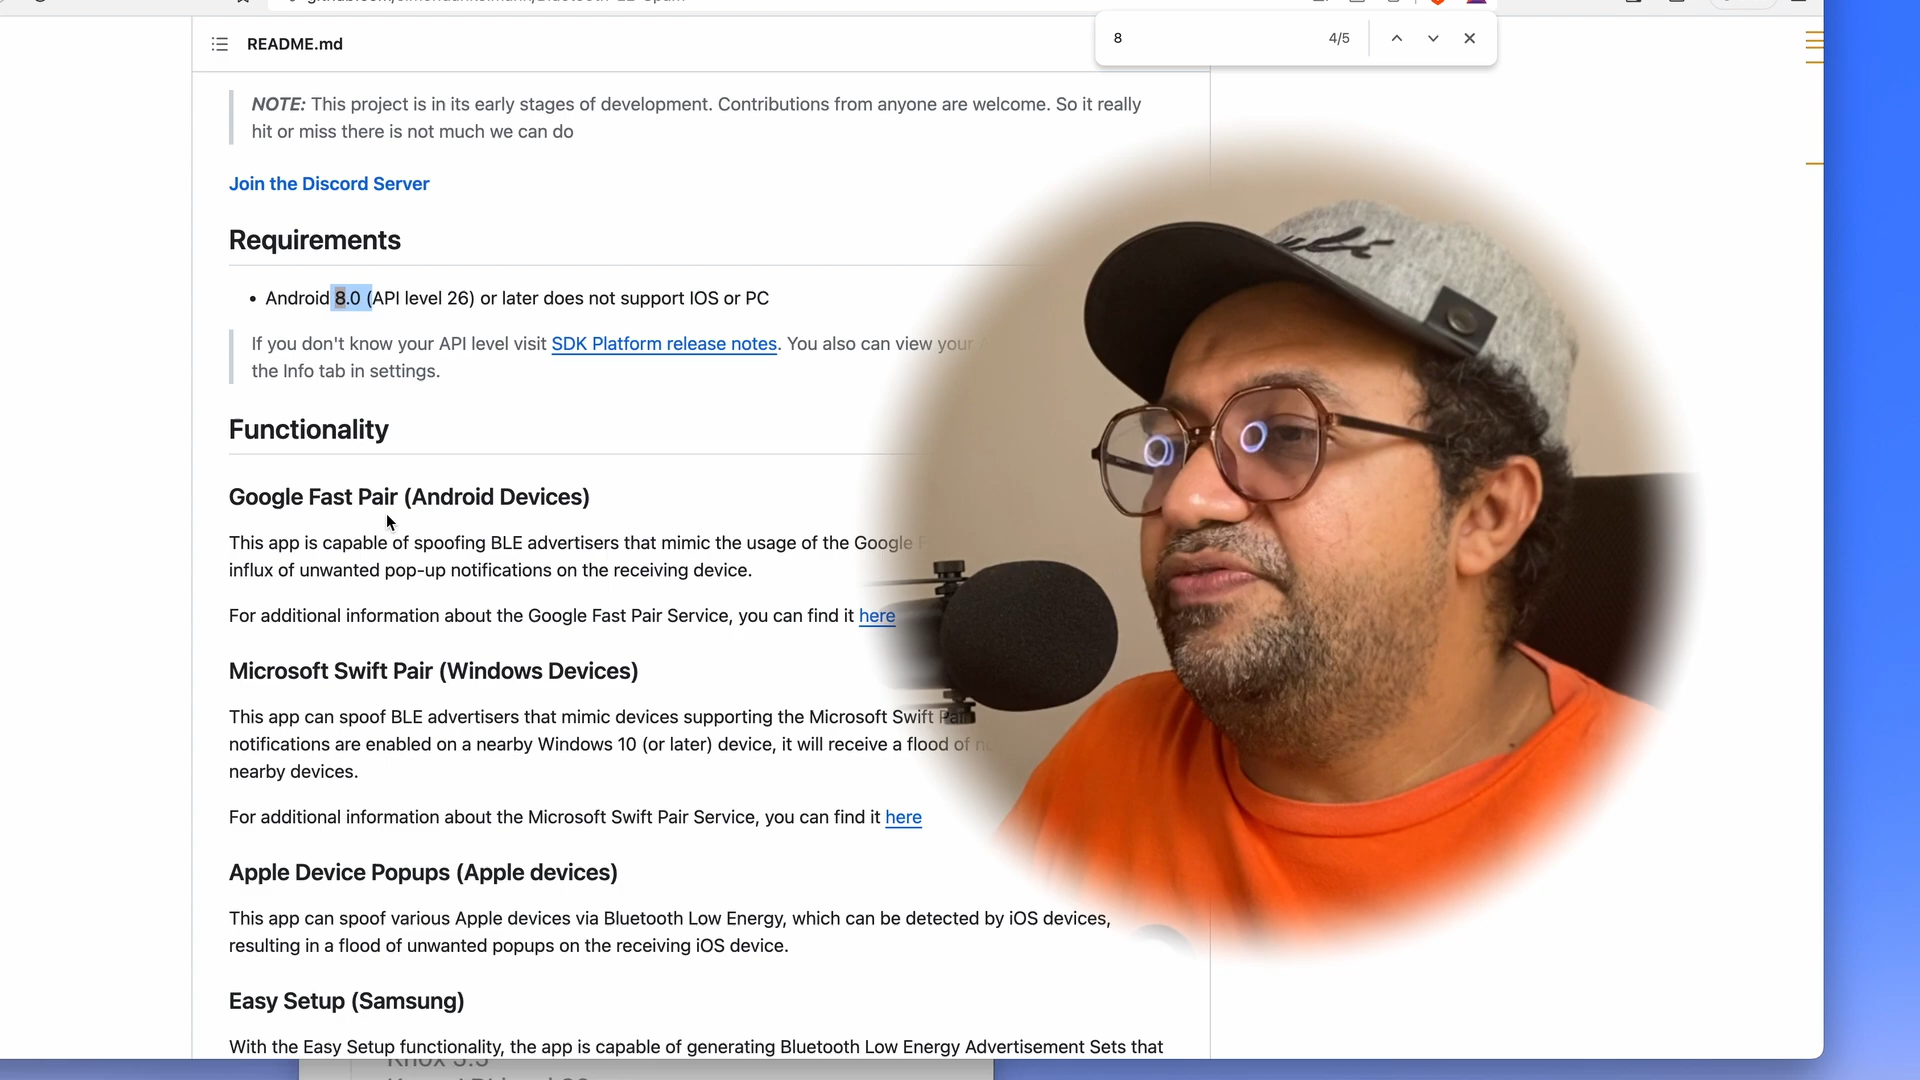 README.md
8
4/5
NOTE: This project is in its early stages of development. Contributions from anyone are welcome. So it really
hit or miss there is not much we can do
Join the Discord Server
Requirements
• Android 8.0 (API level 26) or later does not support IOS or PC
If you don't know your API level visit SDK Platform release notes. You also can view your
the Info tab in settings.
Functionality
Google Fast Pair (Android Devices)
This app is capable of spoofing BLE advertisers that mimic the usage of the Google
influx of unwanted pop-up notifications on the receiving device.
For additional information about the Google Fast Pair Service, you can find it here
Microsoft Swift Pair (Windows Devices)
This app can spoof BLE advertisers that mimic devices supporting the Microsoft Swift Pair
notifications are enabled on a nearby Windows 10 (or later) device, it will receive a flood of
nearby devices.
For additional information about the Microsoft Swift Pair Service, you can find it here
Apple Device Popups (Apple devices)
This app can spoof various Apple devices via Bluetooth Low Energy, which can be detected by iOS devices,
resulting in a flood of unwanted popups on the receiving iOS device.
Easy Setup (Samsung)
With the Easy Setup functionality, the app is capable of generating Bluetooth Low Energy Advertisement Sets that